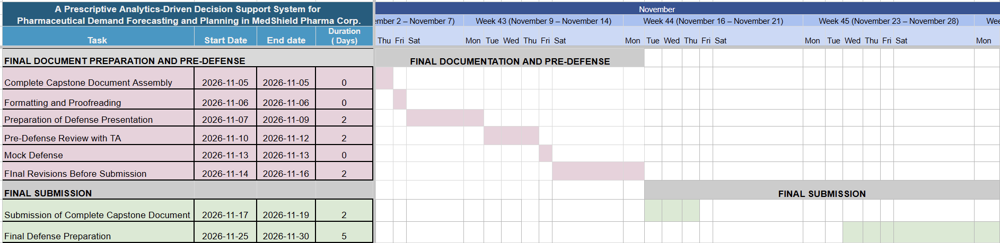 A Prescriptive Analytics-Driven Decision Support System for
Pharmaceutical Demand Forecasting and Planning in MedShield Pharma Corp.
November
2 – November 7) Week 43 (November 9 – November 14) Week 44 (November 16 – November 21) Week 45 (November 23 – November 28)
Task Start Date End date Duration
( Days)
Thu Fri Sat Mon Tue Wed Thu Fri Sat Mon Tue Wed Thu Fri Sat Mon Tue Wed Thu Fri Sat Mon
FINAL DOCUMENT PREPARATION AND PRE-DEFENSE FINAL DOCUMENTATION AND PRE-DEFENSE
Complete Capstone Document Assembly 2026-11-05 2026-11-05 0
Formatting and Proofreading 2026-11-06 2026-11-06 0
Preparation of Defense Presentation 2026-11-07 2026-11-09 2
Pre-Defense Review with TA 2026-11-10 2026-11-12 2
Mock Defense 2026-11-13 2026-11-13 0
FInal Revisions Before Submission 2026-11-14 2026-11-16 2
FINAL SUBMISSION FINAL SUBMISSION
Submission of Complete Capstone Document 2026-11-17 2026-11-19 2
Final Defense Preparation 2026-11-25 2026-11-30 5